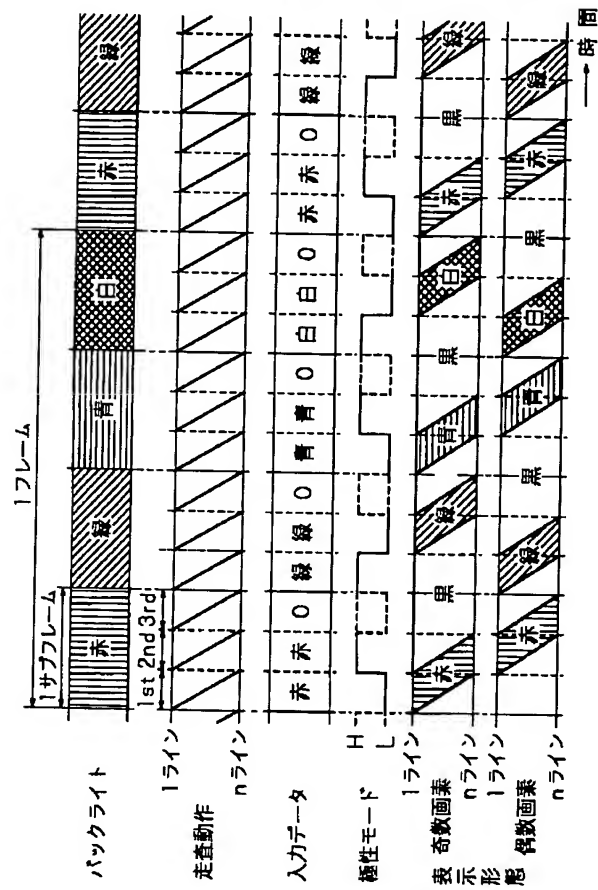 1フレーム
1サブフレーム
バックライト
赤 緑 青 白 赤 緑
1ライン
走査動作
nライン
1st 2nd 3rd
入力データ
赤 赤 0 緑 緑 0 青 青 0 白 白 0 赤 赤 0 緑 緑
極性モード
H
L
表示形態
奇数画素
1ライン
nライン
赤 黒 緑 青 黒 白 赤 黒 緑
偶数画素
1ライン
nライン
赤 緑 黒 青 白 黒 赤 緑
→ 時間